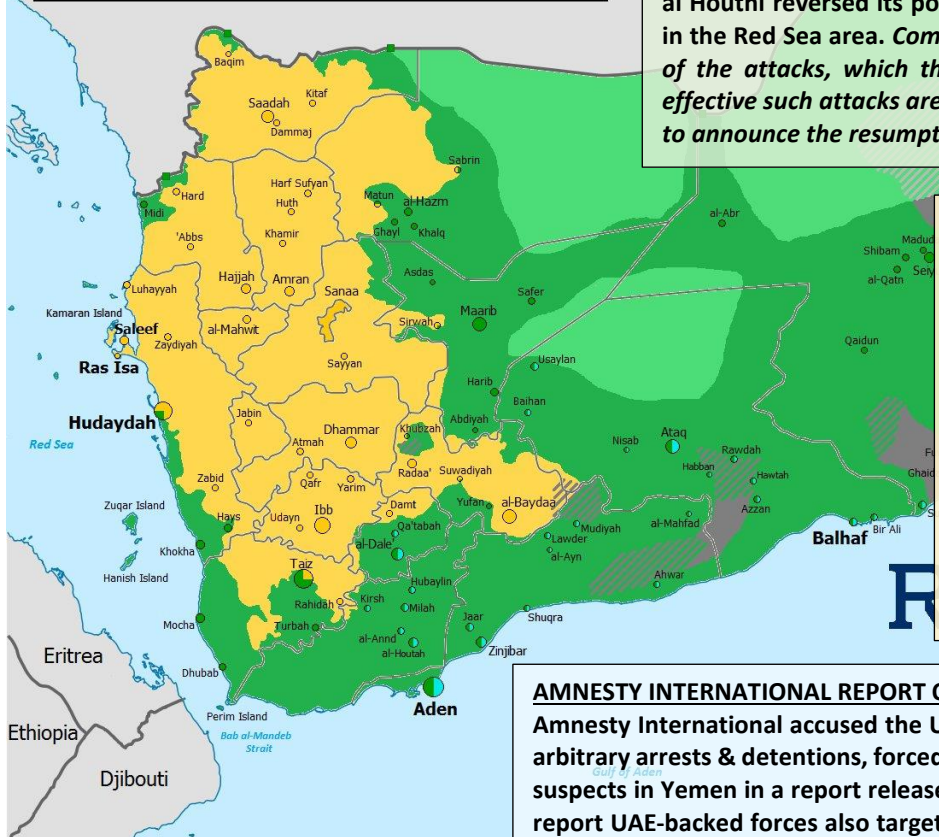 al Houthi reversed its po
in the Red Sea area. Com
of the attacks, which th
effective such attacks are
to announce the resumpt
Baqim
Kitaf
Saadah
Dammaj
Sabrin
Hard
Harf Sufyan
Matun
al-Hazm
Midi
Huth
Ghayl
Khalq
al-Abr
'Abbs
Khamir
Madud
Shibam
Sey
al-Qatn
Hajjah
Amran
Sanaa
Asdas
Luhayyah
Safer
Kamaran Island
Maarib
Saleef
al-Mahwit
Sirwah
Zaydiyah
Qaidun
Ras Isa
Sayyan
Usaylan
Harib
Baihan
Hudaydah
Jabin
Abdiyah
Red Sea
Dhammar
Khubzah
Atmah
Nisab
Ataq
Rawdah
Fu
Radaa'
Suwadiyah
Habban
Hawtah
Ghaid
Zabid
Qafr
Yarim
Yufan
al-Baydaa
Azzan
Zuqar Island
Ibb
Damt
S
Hays
Udayn
Qa'tabah
Mudiyah
al-Mahfad
Bir Ali
Khokha
al-Dale'
Lawder
Balhaf
al-Ayn
Hanish Island
Taiz
Hubaylin
Ahwar
R
Rahidah
Kirsh
Milah
Mocha
Turbah
Jaar
Shuqra
al-Annd
al-Houtah
Zinjibar
Eritrea
Dhubab
Aden
Perim Island
Ethiopia
Bab al-Mandeb
Strait
Djibouti
Gulf of Aden
AMNESTY INTERNATIONAL REPORT O
Amnesty International accused the U
arbitrary arrests & detentions, forced
suspects in Yemen in a report release
report UAE-backed forces also target